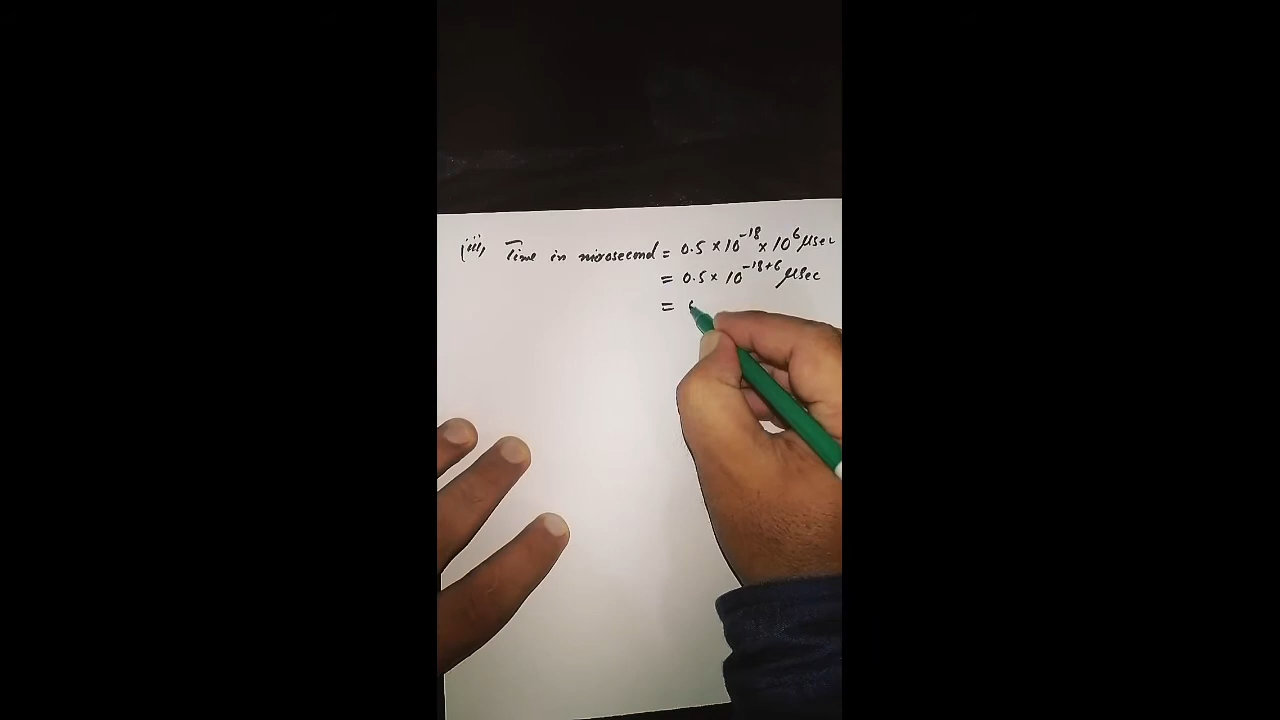 (iii) Time in microsecond = 0.5 × 10⁻¹⁸ × 10⁶ μsec
= 0.5 × 10⁻¹⁸⁺⁶ μsec
=